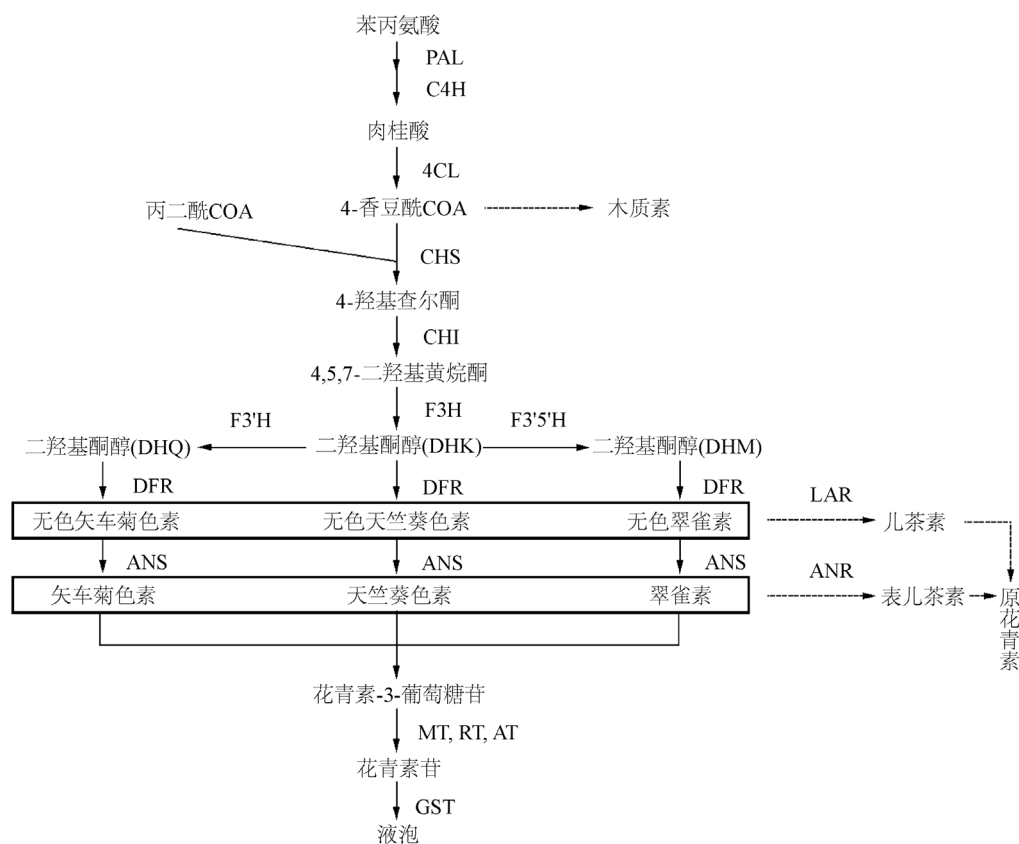 苯丙氨酸
PAL
C4H
肉桂酸
4CL
丙二酰COA
4-香豆酰COA
木质素
CHS
4-羟基查尔酮
CHI
4,5,7-二羟基黄烷酮
F3'H
F3H
F3'5'H
二羟基酮醇(DHQ)
二羟基酮醇(DHK)
二羟基酮醇(DHM)
DFR
DFR
DFR
LAR
无色矢车菊色素
无色天竺葵色素
无色翠雀素
儿茶素
ANS
ANS
ANS
ANR
矢车菊色素
天竺葵色素
翠雀素
表儿茶素
原花青素
花青素-3-葡萄糖苷
MT, RT, AT
花青素苷
GST
液泡